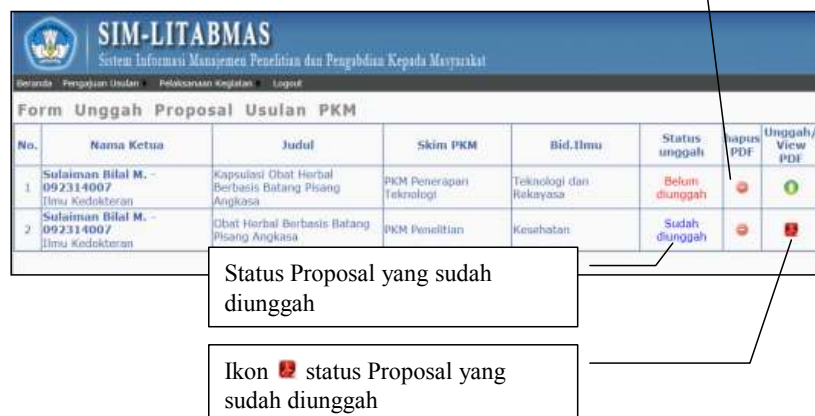 SIM-LITABMAS
Sistem Informasi Manajemen Penelitian dan Pengabdian Kepada Masyarakat
Beranda Pengajuan Usulan Pelaksanaan Kegiatan Logout
Form Unggah Proposal Usulan PKM
No. Nama Ketua Judul Skim PKM Bid.Ilmu Status unggah hapus PDF Unggah/ View PDF
1 Sulaiman Bilal M. - 092314007 Ilmu Kedokteran Kapsulasi Obat Herbal Berbasis Batang Pisang Angkasa PKM Penerapan Teknologi Teknologi dan Rekayasa Belum diunggah
2 Sulaiman Bilal M. - 092314007 Ilmu Kedokteran Obat Herbal Berbasis Batang Pisang Angkasa PKM Penelitian Kesehatan Sudah diunggah
Status Proposal yang sudah
diunggah
Ikon status Proposal yang
sudah diunggah